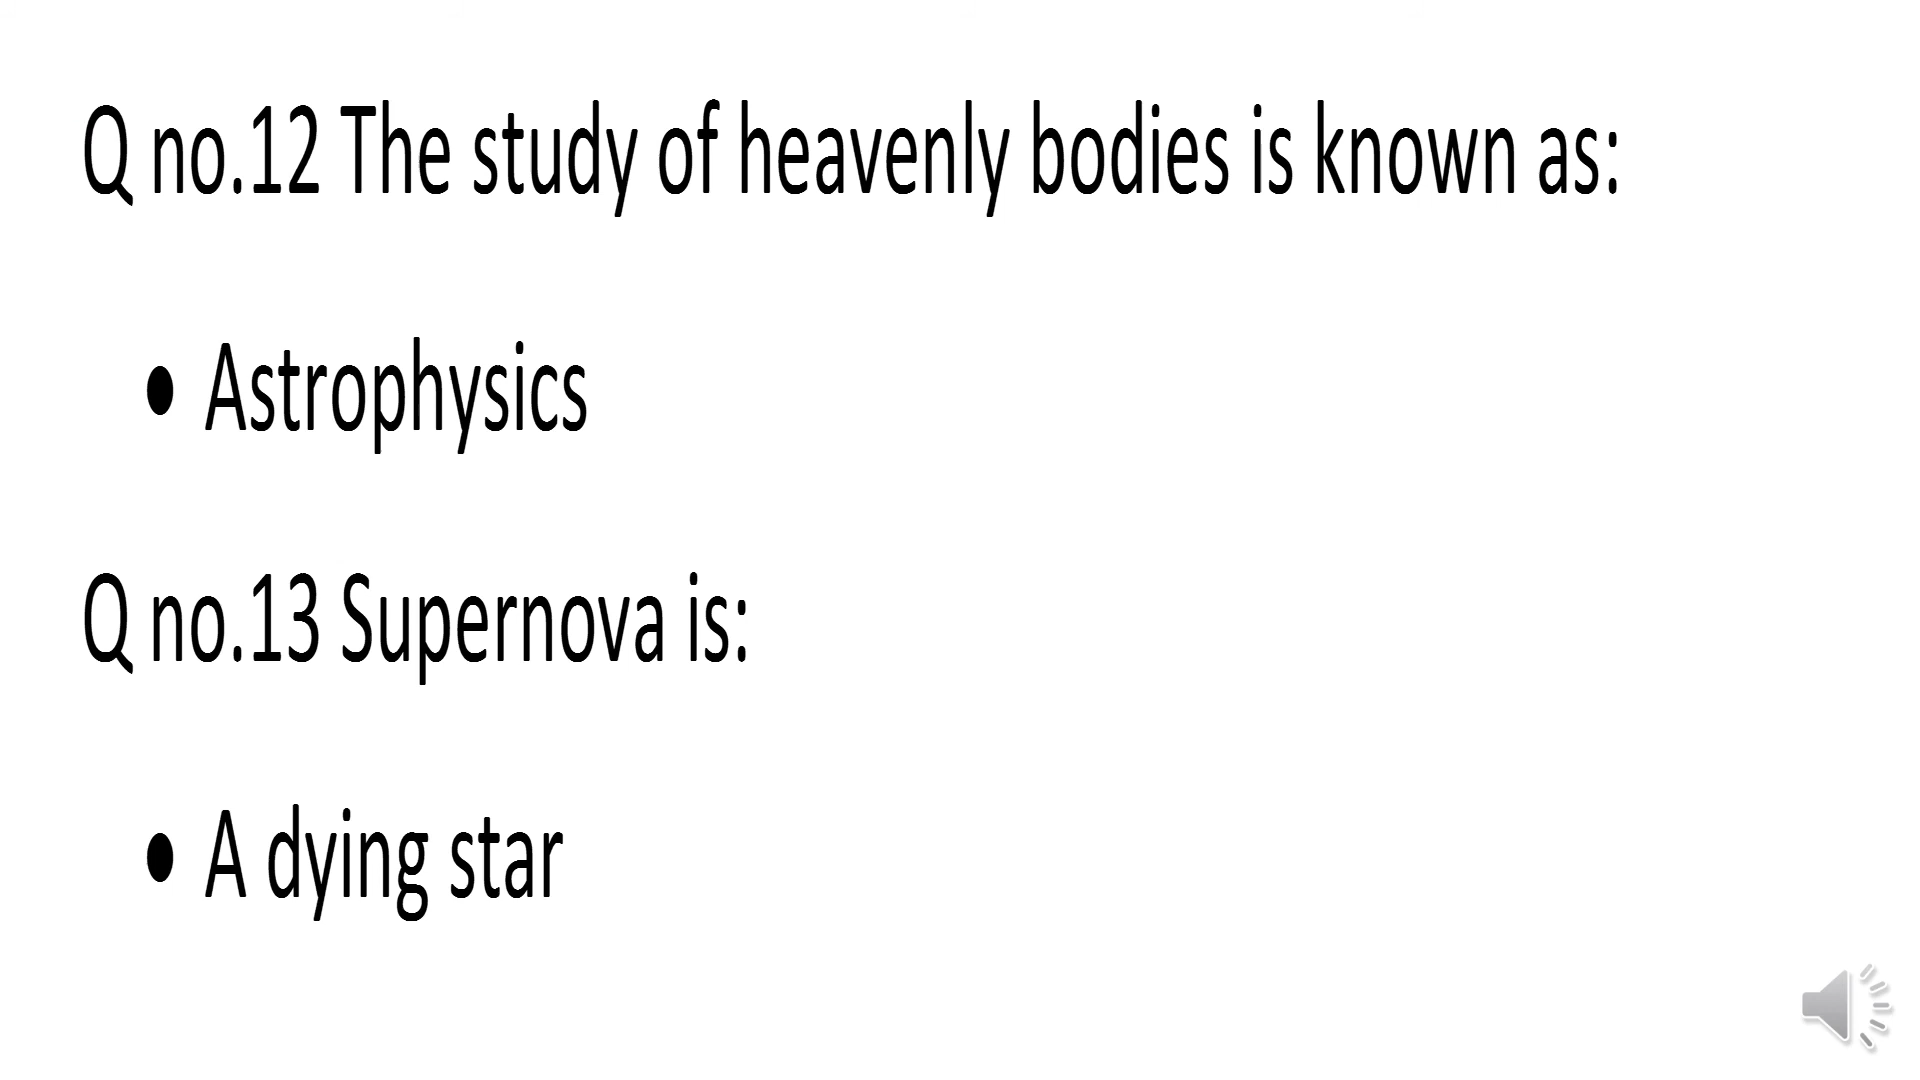 Q no.12 The study of heavenly bodies is known as:
• Astrophysics
Q no.13 Supernova is:
• A dying star